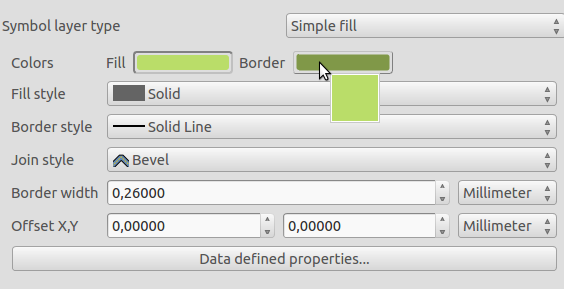 Symbol layer type Simple fill
Colors Fill Border
Fill style Solid
Border style Solid Line
Join style Bevel
Border width 0,26000 Millimeter
Offset X,Y 0,00000 0,00000 Millimeter
Data defined properties...